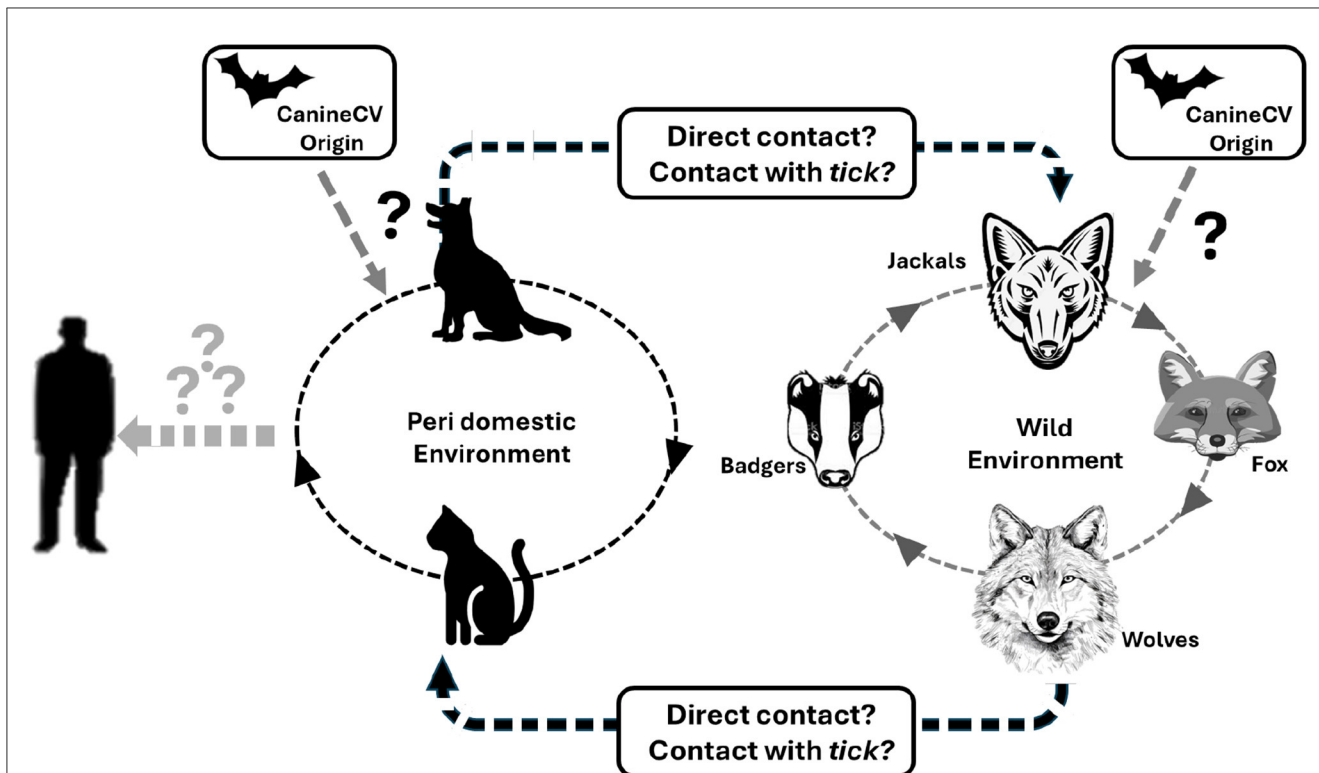 CanineCV
Origin
Direct contact?
Contact with tick?
CanineCV
Origin
?
?
Jackals
?
? ?
Peri domestic
Environment
Badgers
Wild
Environment
Fox
Wolves
Direct contact?
Contact with tick?